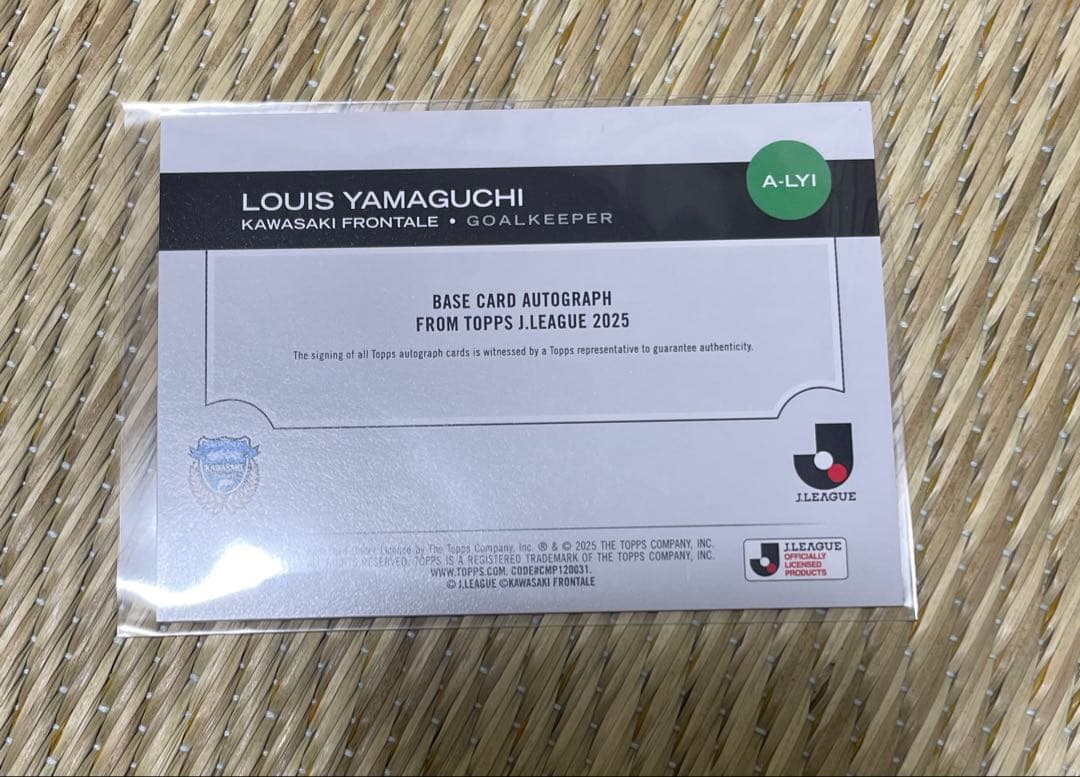 LOUIS YAMAGUCHI
KAWASAKI FRONTALE • GOALKEEPER
A-LYI
BASE CARD AUTOGRAPH
FROM TOPPS J.LEAGUE 2025
The signing of all Topps autograph cards is witnessed by a Topps representative to guarantee authenticity.
KAWASAKI
J.LEAGUE
Under Licence by The Topps Company, Inc. ® & © 2025 THE TOPPS COMPANY, INC.
RESERVED. TOPPS IS A REGISTERED TRADEMARK OF THE TOPPS COMPANY, INC.
WWW.TOPPS.COM. CODE#CMP120031.
© J.LEAGUE ©KAWASAKI FRONTALE
J.LEAGUE
OFFICIALLY
LICENSED
PRODUCTS